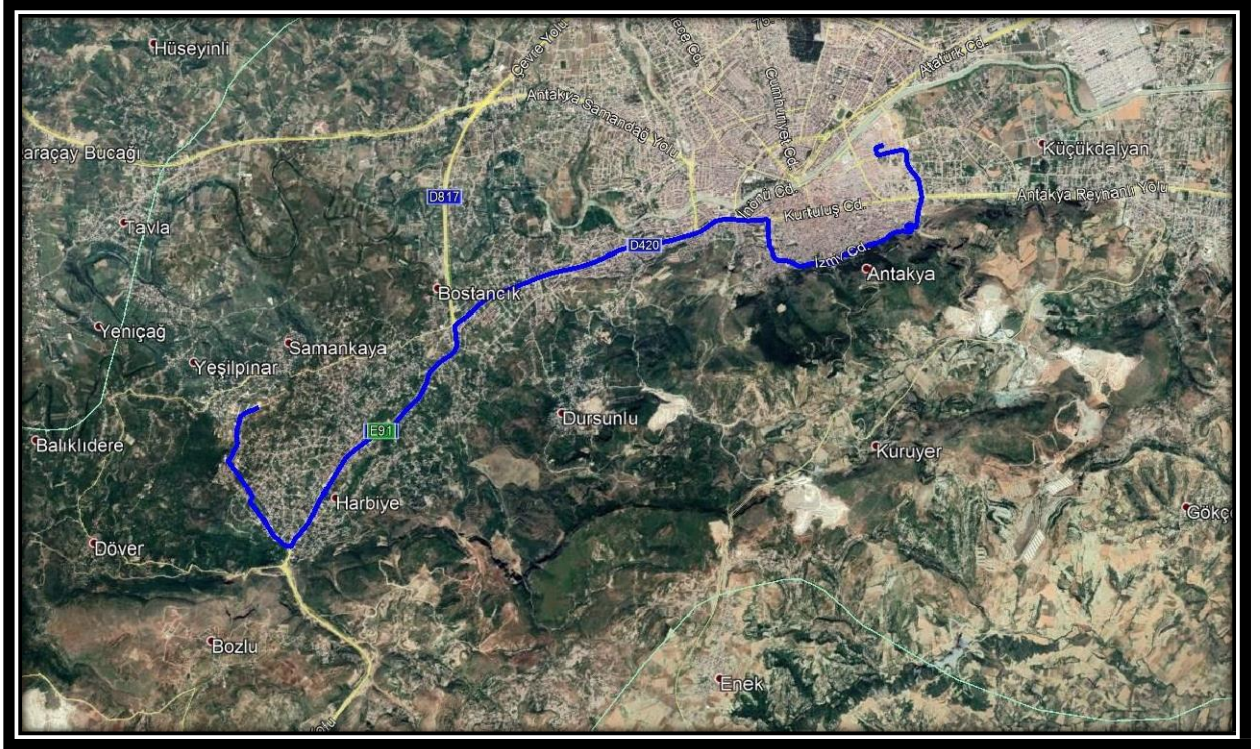 Hüseyinli
Çevre Yolu
Cumhuriyet Cd.
Atatürk Cd.
Antakya Samandağ Yolu
araçay Bucağı
Küçükdalyan
D817
İnönü Cd.
Kurtuluş Cd.
Antakya Reyhanlı Yolu
Tavla
D420
İzmir Cd.
Antakya
Bostancık
Yeniçağ
Samankaya
Yeşilpınar
Dursunlu
E91
Balıklıdere
Kuruyer
Harbiye
Gökçe
Döver
Bozlu
Enek